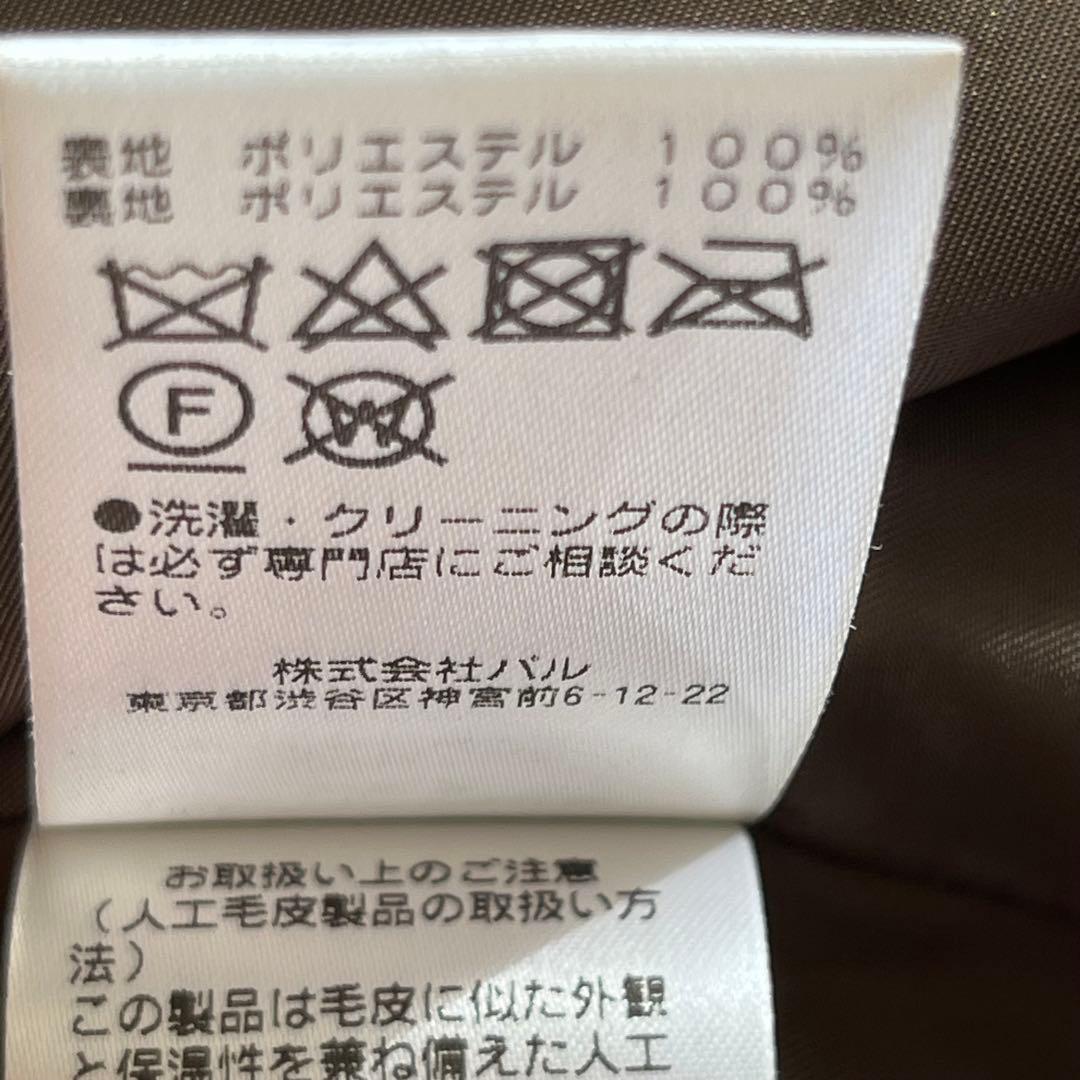 表地 ポリエステル 100%
裏地 ポリエステル 100%
F
W
●洗濯・クリーニングの際
は必ず専門店にご相談くだ
さい。
株式会社パル
東京都渋谷区神宮前6-12-22
お取扱い上のご注意
(人工毛皮製品の取扱い方
法)
この製品は毛皮に似た外観
と保温性を兼ね備えた人工